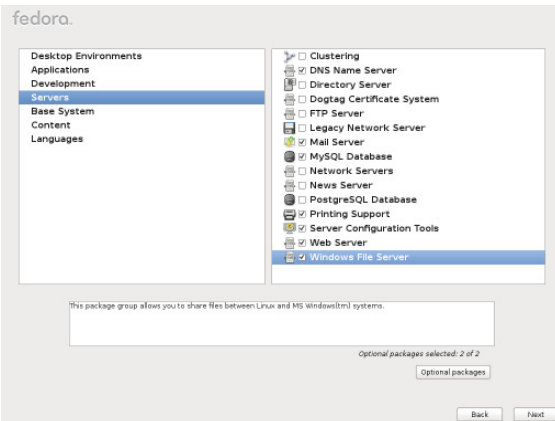 fedora.
Desktop Environments
Applications
Development
Servers
Base System
Content
Languages
Clustering
DNS Name Server
Directory Server
Dogtag Certificate System
FTP Server
Legacy Network Server
Mail Server
MySQL Database
Network Servers
News Server
PostgreSQL Database
Printing Support
Server Configuration Tools
Web Server
Windows File Server
This package group allows you to share files between Linux and MS Windows(tm) systems.
Optional packages selected: 2 of 2
Optional packages
Back
Next